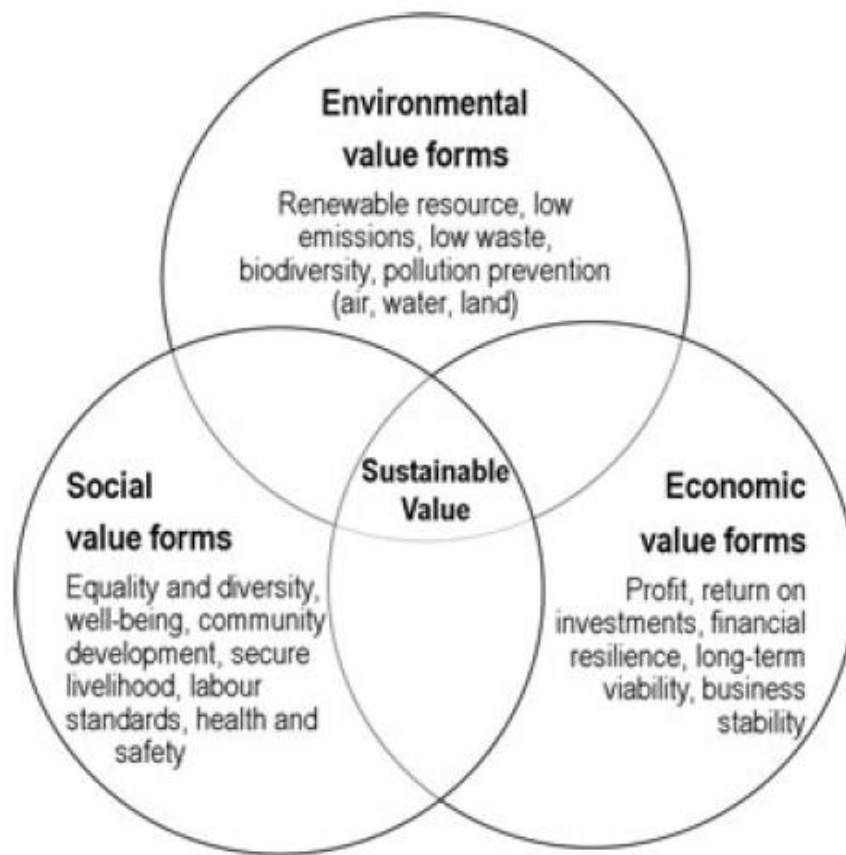 Environmental
value forms
Renewable resource, low
emissions, low waste,
biodiversity, pollution prevention
(air, water, land)
Sustainable
Value
Social
value forms
Equality and diversity,
well-being, community
development, secure
livelihood, labour
standards, health and
safety
Economic
value forms
Profit, return on
investments, financial
resilience, long-term
viability, business
stability